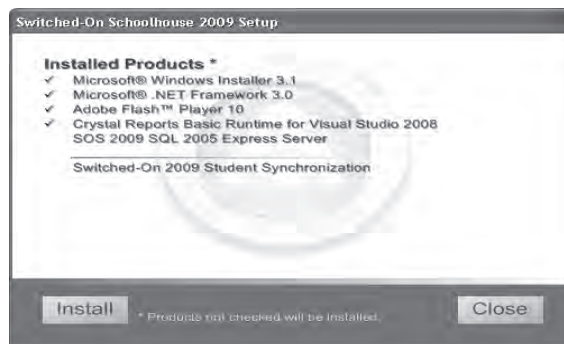 Switched-On Schoolhouse 2009 Setup
Installed Products *
✓ Microsoft® Windows Installer 3.1
✓ Microsoft® .NET Framework 3.0
✓ Adobe Flash™ Player 10
✓ Crystal Reports Basic Runtime for Visual Studio 2008
SOS 2009 SQL 2005 Express Server
Switched-On 2009 Student Synchronization
Install
* Products not checked will be installed.
Close